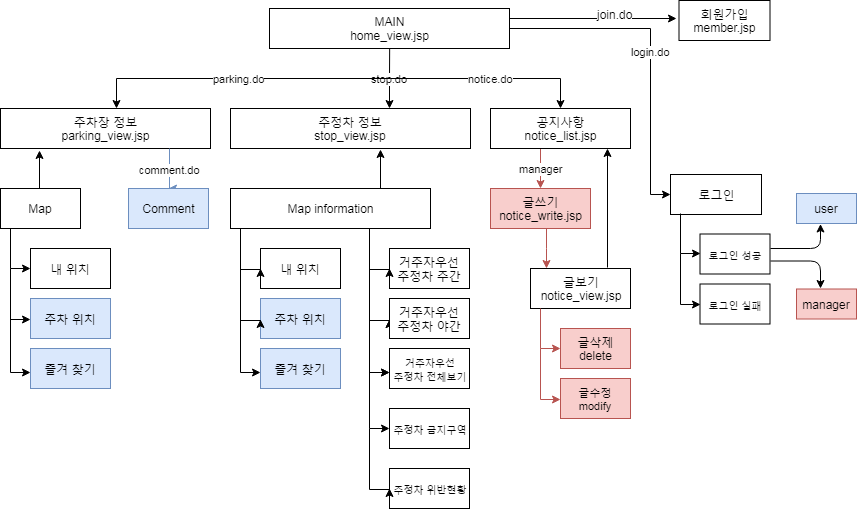 MAIN
home_view.jsp
join.do
회원가입
member.jsp
login.do
parking.do
stop.do
notice.do
주차장 정보
parking_view.jsp
주정차 정보
stop_view.jsp
공지사항
notice_list.jsp
comment.do
manager
Map
Comment
Map information
글쓰기
notice_write.jsp
로그인
user
내 위치
내 위치
거주자우선
주정차 주간
글보기
notice_view.jsp
로그인 성공
주차 위치
주차 위치
거주자우선
주정차 야간
로그인 실패
manager
즐겨 찾기
즐겨 찾기
거주자우선
주정차 전체보기
글삭제
delete
글수정
modify
주정차 금지구역
주정차 위반현황